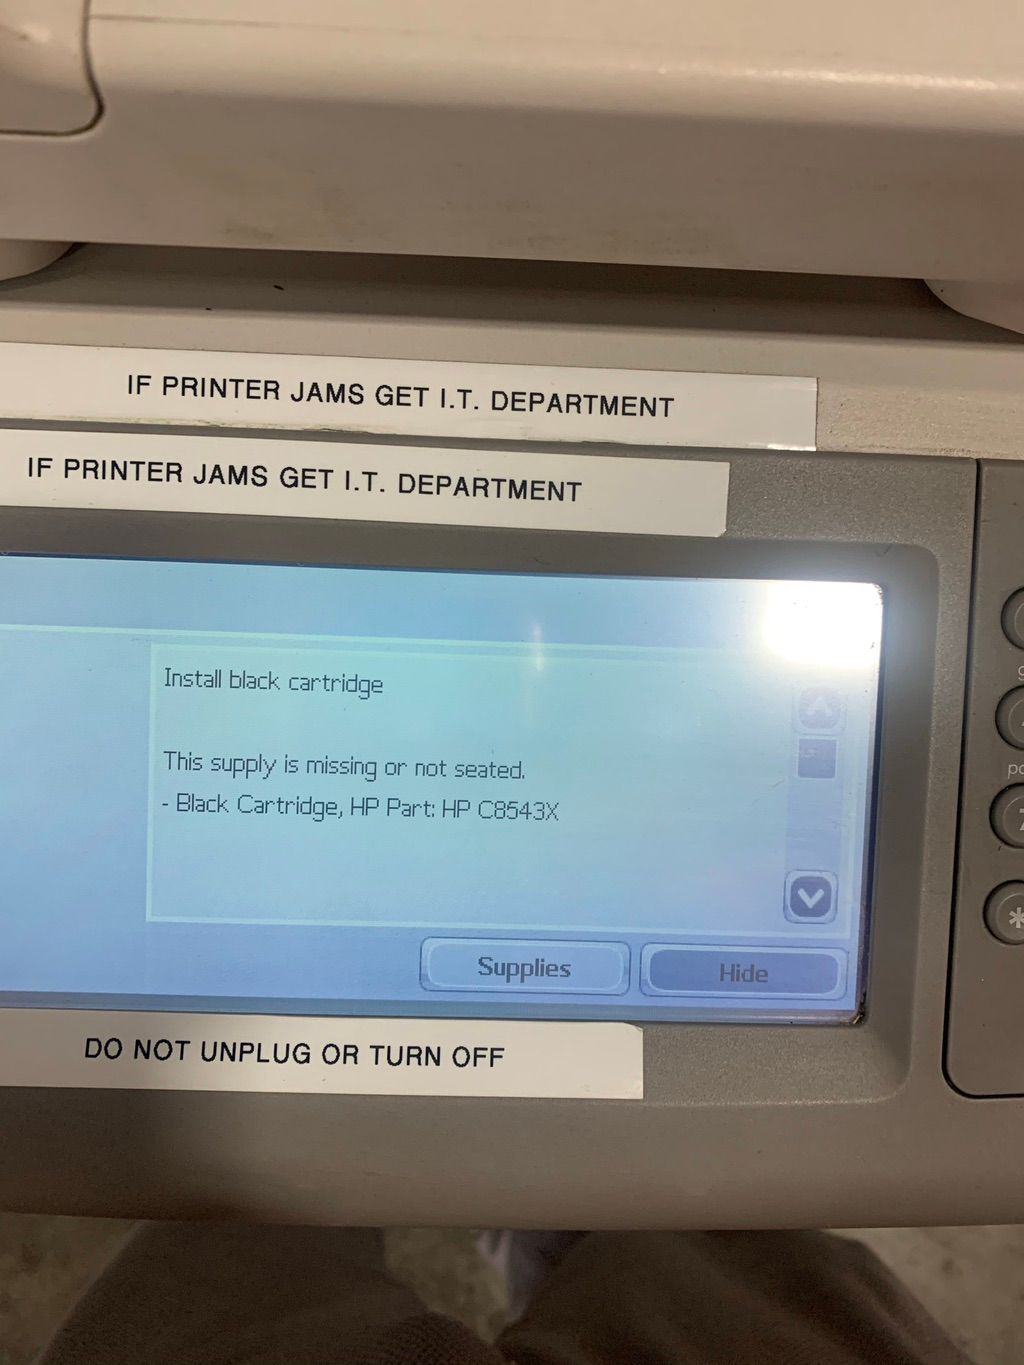 IF PRINTER JAMS GET I.T. DEPARTMENT
IF PRINTER JAMS GET I.T. DEPARTMENT
Install black cartridge
This supply is missing or not seated.
- Black Cartridge, HP Part: HP C8543X
Supplies
Hide
*
DO NOT UNPLUG OR TURN OFF